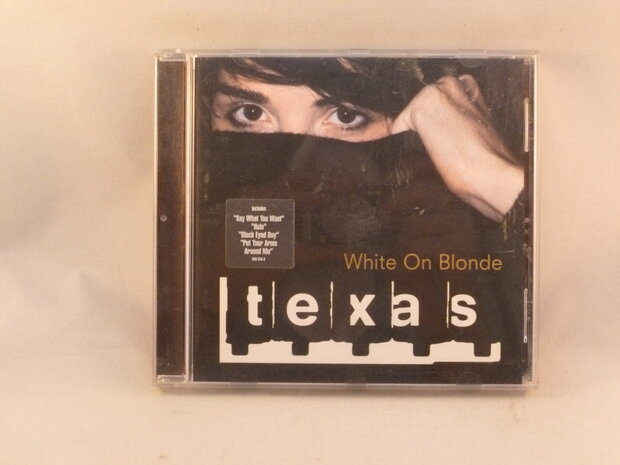 Includes
"Say What You Want"
"Halo"
"Black Eyed Boy"
"Put Your Arms
Around Me"
White On Blonde
texas